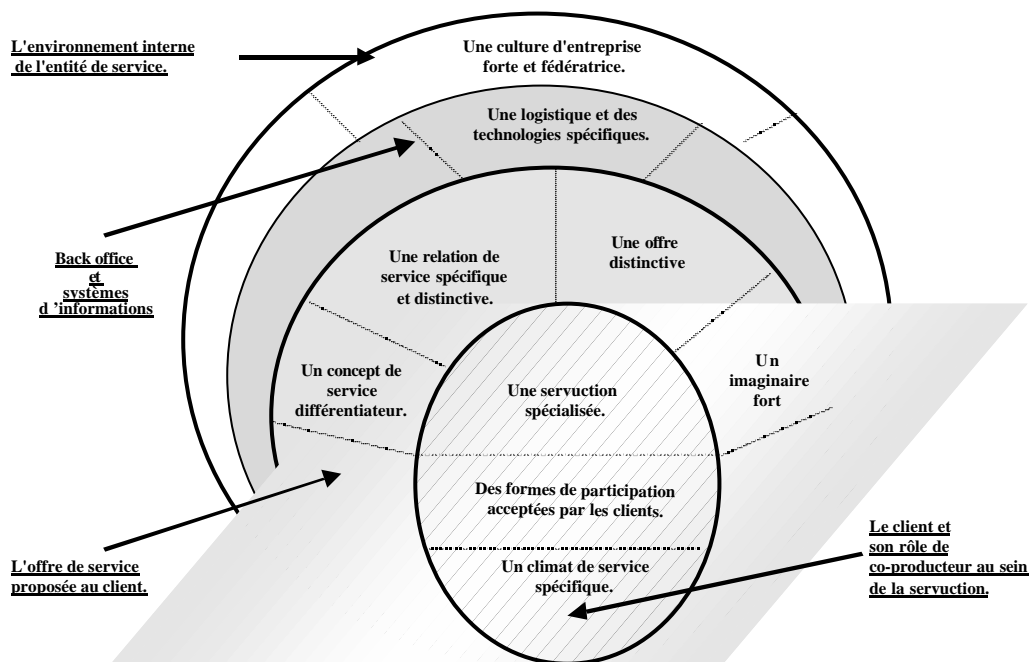 L'environnement interne
de l'entité de service.
Une culture d'entreprise
forte et fédératrice.
Une logistique et des
technologies spécifiques.
Back office
et
systèmes
d ’informations
Une relation de
service spécifique
et distinctive.
Une offre
distinctive
Un concept de
service
différentiateur.
Une servuction
spécialisée.
Un
imaginaire
fort
Des formes de participation
acceptées par les clients.
Un climat de service
spécifique.
L'offre de service
proposée au client.
Le client et
son rôle de
co-producteur au sein
de la servuction.